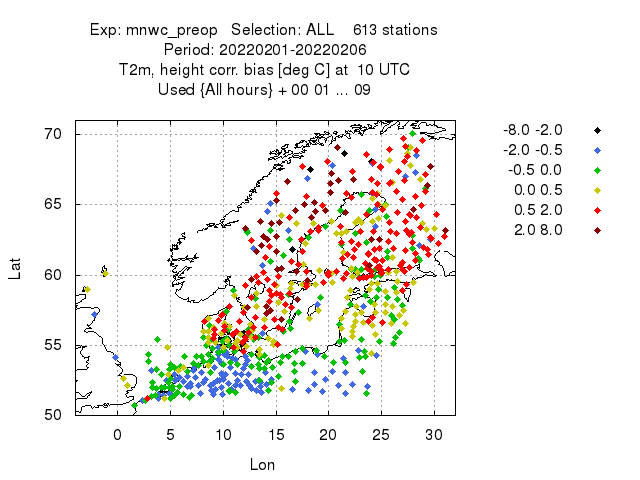 Exp: mnwc_preop   Selection: ALL    613 stations
Period: 20220201-20220206
T2m, height corr. bias [deg C] at  10 UTC
Used {All hours} + 00 01 ... 09
-8.0 -2.0
-2.0 -0.5
-0.5 0.0
0.0 0.5
0.5 2.0
2.0 8.0
70
65
60
55
50
Lat
0 5 10 15 20 25 30
Lon